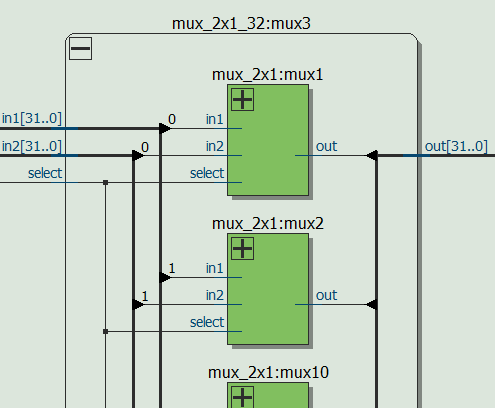 mux_2x1_32:mux3
mux_2x1:mux1
in1[31..0]
0
in1
in2[31..0]
0
in2
out
out[31..0]
select
select
mux_2x1:mux2
1
in1
1
in2
out
select
mux_2x1:mux10